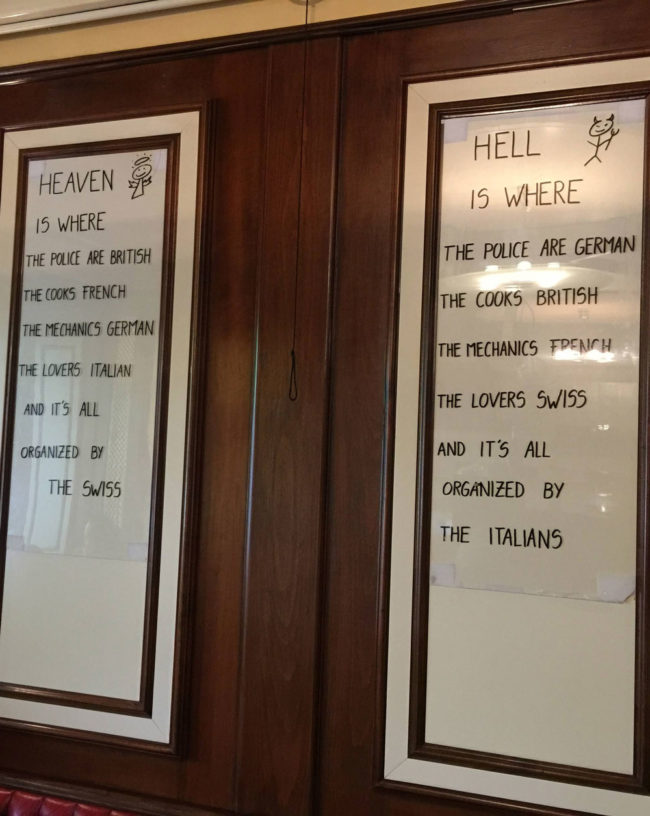 HEAVEN
IS WHERE
THE POLICE ARE BRITISH
THE COOKS FRENCH
THE MECHANICS GERMAN
THE LOVERS ITALIAN
AND IT'S ALL
ORGANIZED BY
THE SWISS
HELL
IS WHERE
THE POLICE ARE GERMAN
THE COOKS BRITISH
THE MECHANICS FRENCH
THE LOVERS SWISS
AND IT'S ALL
ORGANIZED BY
THE ITALIANS